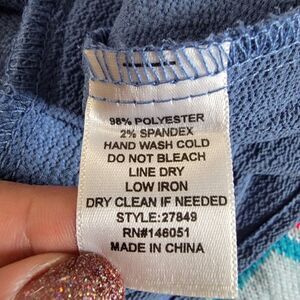 98% POLYESTER
2% SPANDEX
HAND WASH COLD
DO NOT BLEACH
LINE DRY
LOW IRON
DRY CLEAN IF NEEDED
STYLE:27849
RN#146051
MADE IN CHINA